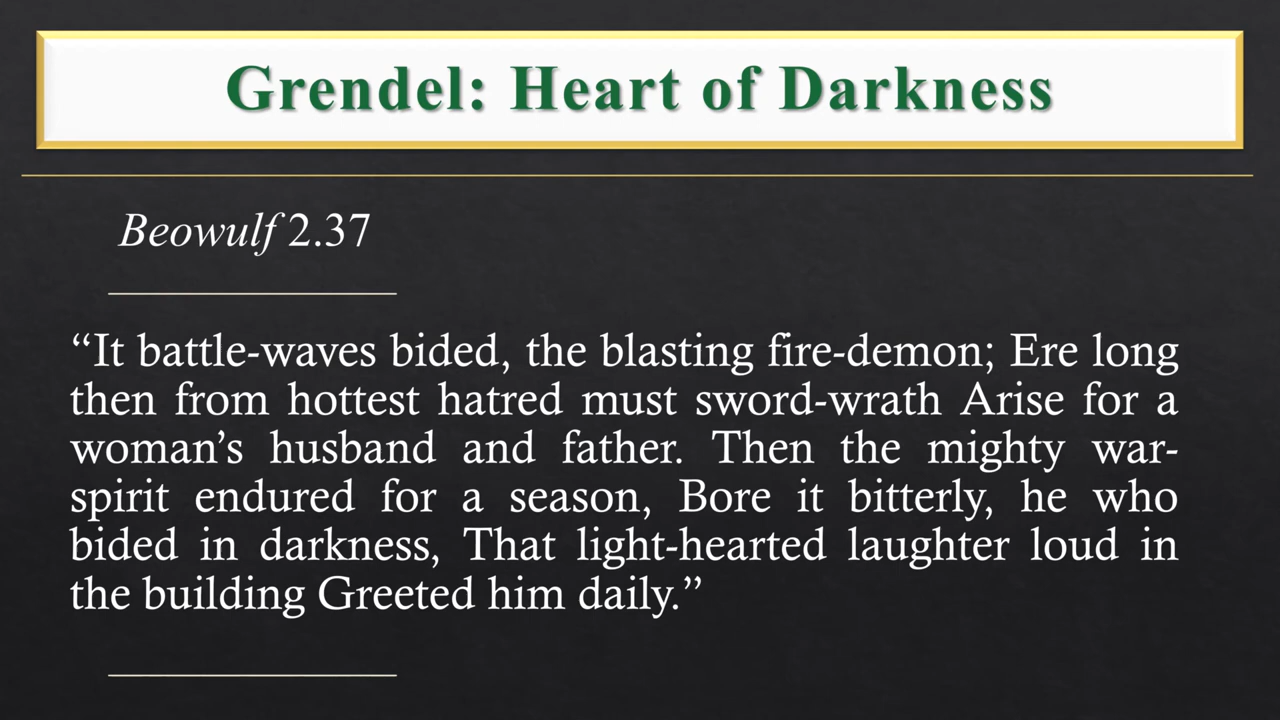 Grendel: Heart of Darkness
Beowulf 2.37
“It battle-waves bided, the blasting fire-demon; Ere long
then from hottest hatred must sword-wrath Arise for a
woman’s husband and father. Then the mighty war-
spirit endured for a season, Bore it bitterly, he who
bided in darkness, That light-hearted laughter loud in
the building Greeted him daily.”